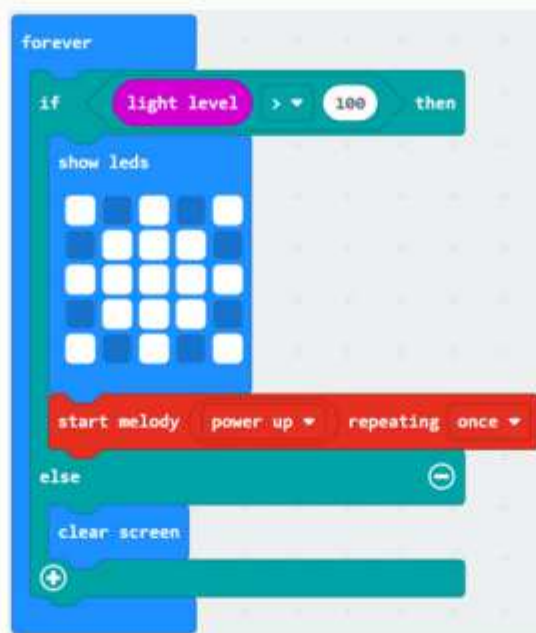 forever
if light level > 100 then
show leds
start melody power up repeating once
else
clear screen